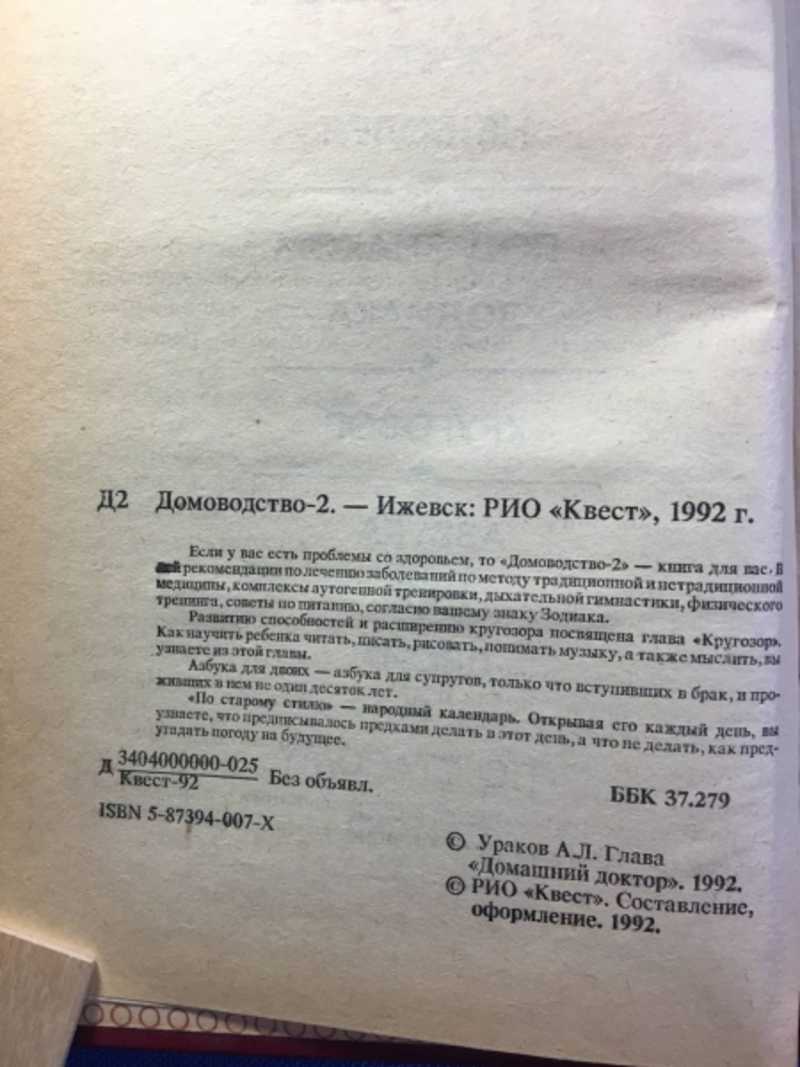 Д2 Домоводство-2. — Ижевск: РИО «Квест», 1992 г.
Если у вас есть проблемы со здоровьем, то «Домоводство-2» — книга для вас. В
ней рекомендации по лечению заболеваний по методу традиционной и нетрадиционной
медицины, комплексы аутогенной тренировки, дыхательной гимнастики, физического
тренинга, советы по питанию, согласно вашему знаку Зодиака.
Развитию способностей и расширению кругозора посвящена глава «Кругозор».
Как научить ребенка читать, писать, рисовать, понимать музыку, а также мыслить, вы
узнаете из этой главы.
Азбука для двоих — азбука для супругов, только что вступивших в брак, и про-
живших в нем не один десяток лет.
«По старому стилю» — народный календарь. Открывая его каждый день, вы
узнаете, что предписывалось предками делать в этот день, а что не делать, как пред-
угадать погоду на будущее.
Д 3404000000-025
Квест-92 Без объявл.
ББК 37.279
ISBN 5-87394-007-X
© Ураков А.Л. Глава
«Домашний доктор». 1992.
© РИО «Квест». Составление,
оформление. 1992.